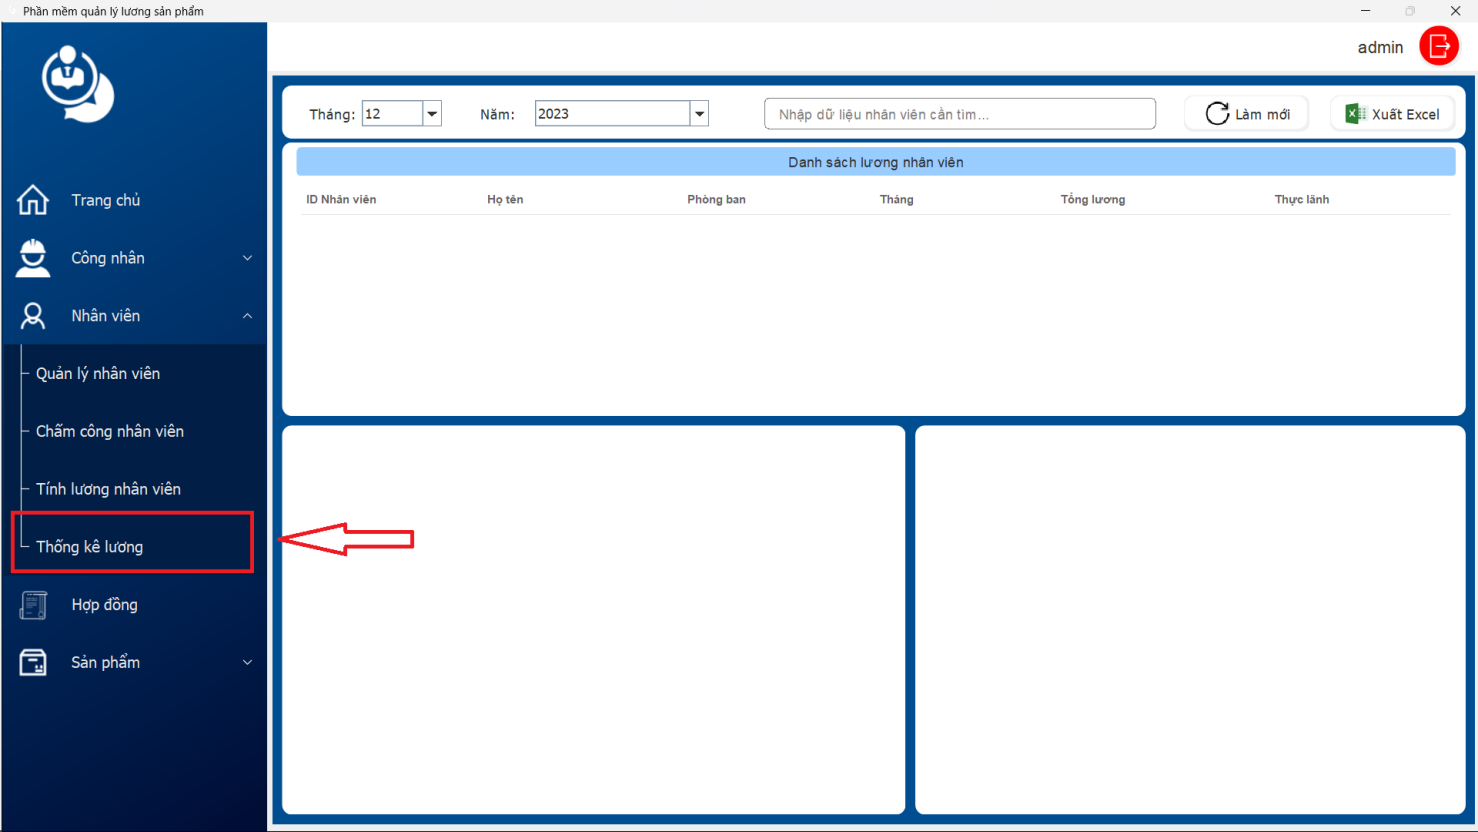 Phần mềm quản lý lương sản phẩm
admin
Tháng: 12 Năm: 2023 Nhập dữ liệu nhân viên cần tìm... Làm mới Xuất Excel
Danh sách lương nhân viên
ID Nhân viên Họ tên Phòng ban Tháng Tổng lương Thực lãnh
Trang chủ
Công nhân
Nhân viên
Quản lý nhân viên
Chấm công nhân viên
Tính lương nhân viên
Thống kê lương
Hợp đồng
Sản phẩm